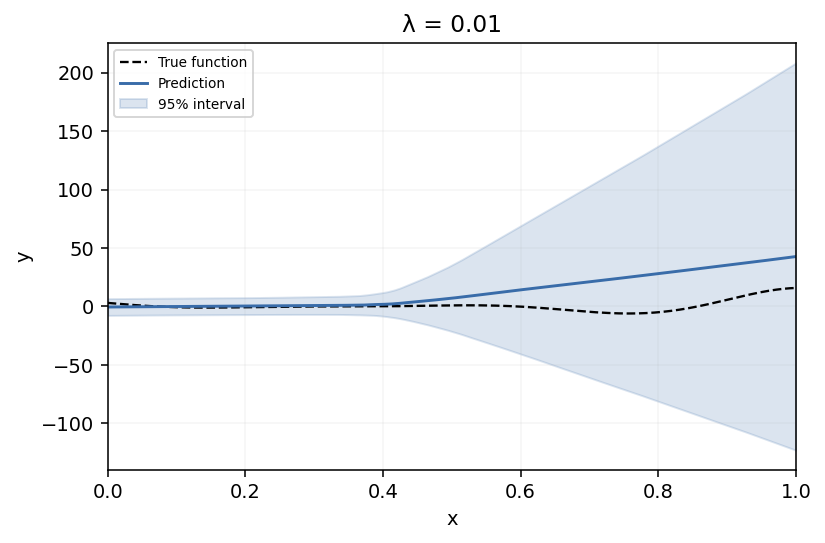 λ = 0.01
True function
Prediction
95% interval
200
150
100
50
0
−50
−100
y
0.0 0.2 0.4 0.6 0.8 1.0
x